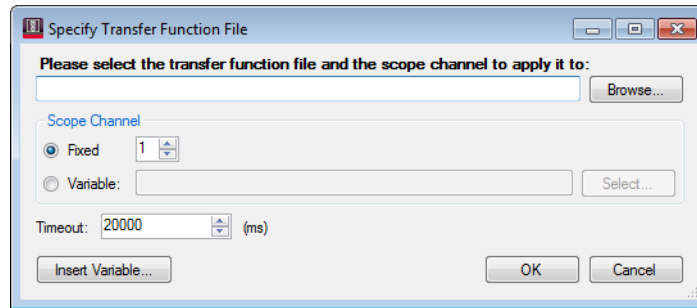 Specify Transfer Function File
Please select the transfer function file and the scope channel to apply it to:
Browse...
Scope Channel
Fixed 1
Variable: Select...
Timeout: 20000 (ms)
Insert Variable... OK Cancel